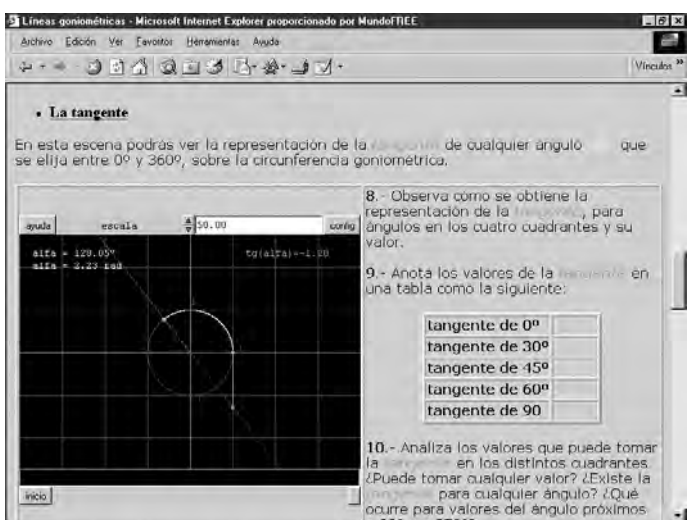 Líneas goniométricas - Microsoft Internet Explorer proporcionado por MundoFREE
Archivo Edición Ver Favoritos Herramientas Ayuda
Vínculos »
• La tangente
En esta escena podrás ver la representación de la tangente de cualquier ángulo que
se elija entre 0º y 360º, sobre la circunferencia goniométrica.
ayuda escala 50.00 config
alfa =
alfa = 2.23 rad
tg(alfa)=-1.28
inicio
8.- Observa cómo se obtiene la
representación de la tangente, para
ángulos en los cuatro cuadrantes y su
valor.
9.- Anota los valores de la tangente en
una tabla como la siguiente:
tangente de 0º
tangente de 30º
tangente de 45º
tangente de 60º
tangente de 90
10.- Analiza los valores que puede tomar
la tangente en los distintos cuadrantes.
¿Puede tomar cualquier valor? ¿Existe la
tangente para cualquier ángulo? ¿Qué
ocurre para valores del ángulo próximos